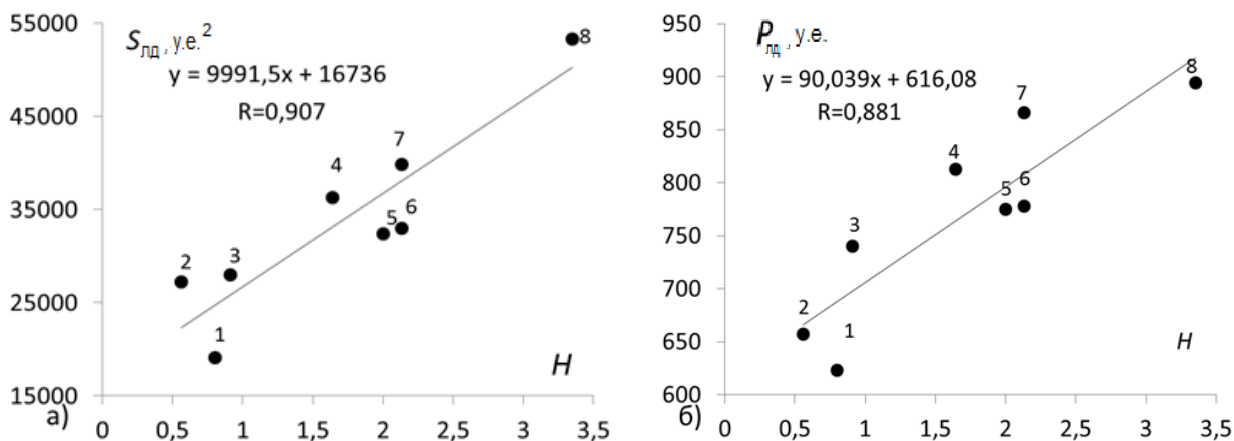 55000
45000
35000
25000
15000
Sлд, у.е.²
y = 9991,5x + 16736
R=0,907
8
7
4
6
5
3
2
1
H
а)
0 0,5 1 1,5 2 2,5 3 3,5
950
900
850
800
750
700
650
600
Pлд, у.е.
y = 90,039x + 616,08
R=0,881
8
7
4
6
5
3
2
1
H
б)
0 0,5 1 1,5 2 2,5 3 3,5